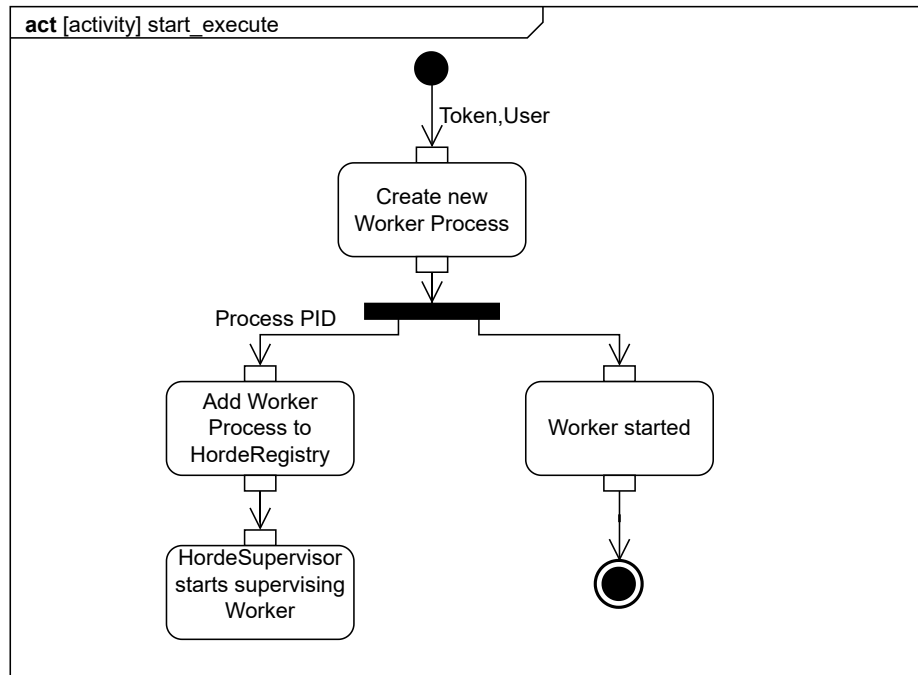 act [activity] start_execute
Token,User
Create new
Worker Process
Process PID
Add Worker
Process to
HordeRegistry
Worker started
HordeSupervisor
starts supervising
Worker